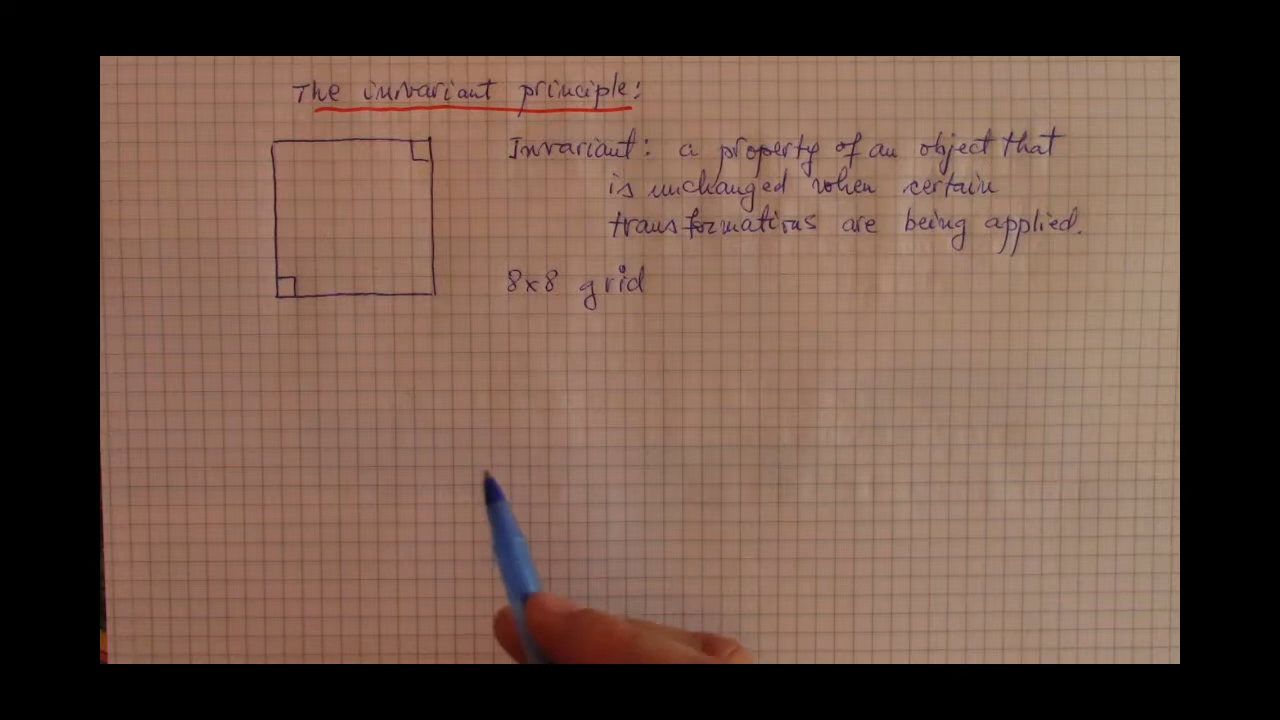 The invariant principle:
Invariant: a property of an object that
is unchanged when certain
transformations are being applied.
8x8 grid